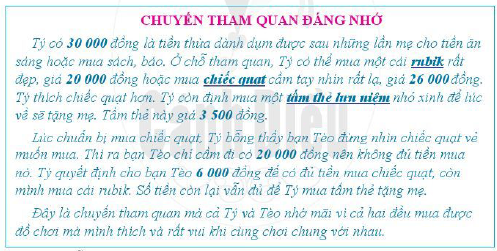 CHUYẾN THAM QUAN ĐÁNG NHỚ
Tý có 30 000 đồng là tiền thừa dành dụm được sau những lần mẹ cho tiền ăn
sáng hoặc mua sách, báo. Ở chỗ tham quan, Tý có thể mua một cái rubik rất
đẹp, giá 20 000 đồng hoặc mua chiếc quạt cầm tay nhìn rất lạ, giá 26 000 đồng.
Tý thích chiếc quạt hơn. Tý còn định mua một tấm thẻ lưu niệm nhỏ xinh để lúc
về sẽ tặng mẹ. Tấm thẻ này giá 3 500 đồng.
Lúc chuẩn bị mua chiếc quạt, Tý bỗng thấy bạn Tèo đứng nhìn chiếc quạt vẻ
muốn mua. Thì ra bạn Tèo chỉ cầm đi có 20 000 đồng nên không đủ tiền mua
nó. Tý quyết định cho bạn Tèo 6 000 đồng để có đủ tiền mua chiếc quạt, còn
mình mua cái rubik. Số tiền còn lại vẫn đủ để Tý mua tấm thẻ tặng mẹ.
Đây là chuyến tham quan mà cả Tý và Tèo nhớ mãi vì cả hai đều mua được
đồ chơi mà mình thích và rất vui khi cùng chơi chung với nhau.